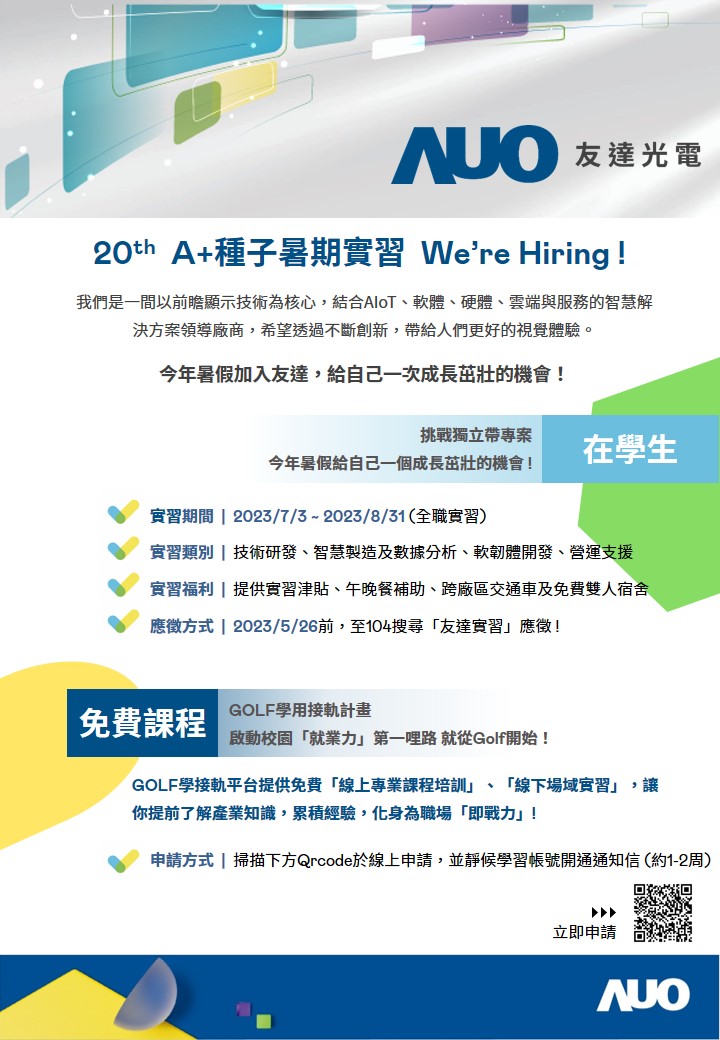 AUO 友達光電
20th A+種子暑期實習 We're Hiring !
我們是一間以前瞻顯示技術為核心，結合AIoT、軟體、硬體、雲端與服務的智慧解
決方案領導廠商，希望透過不斷創新，帶給人們更好的視覺體驗。
今年暑假加入友達，給自己一次成長茁壯的機會！
挑戰獨立帶專案
今年暑假給自己一個成長茁壯的機會！
在學生
實習期間 | 2023/7/3 ~ 2023/8/31 (全職實習)
實習類別 | 技術研發、智慧製造及數據分析、軟韌體開發、營運支援
實習福利 | 提供實習津貼、午晚餐補助、跨廠區交通車及免費雙人宿舍
應徵方式 | 2023/5/26前，至104搜尋「友達實習」應徵！
免費課程
GOLF學用接軌計畫
啟動校園「就業力」第一哩路 就從Golf開始！
GOLF學接軌平台提供免費「線上專業課程培訓」、「線下場域實習」，讓
你提前了解產業知識，累積經驗，化身為職場「即戰力」！
申請方式 | 掃描下方Qrcode於線上申請，並靜候學習帳號開通通知信 (約1-2周)
立即申請
AUO